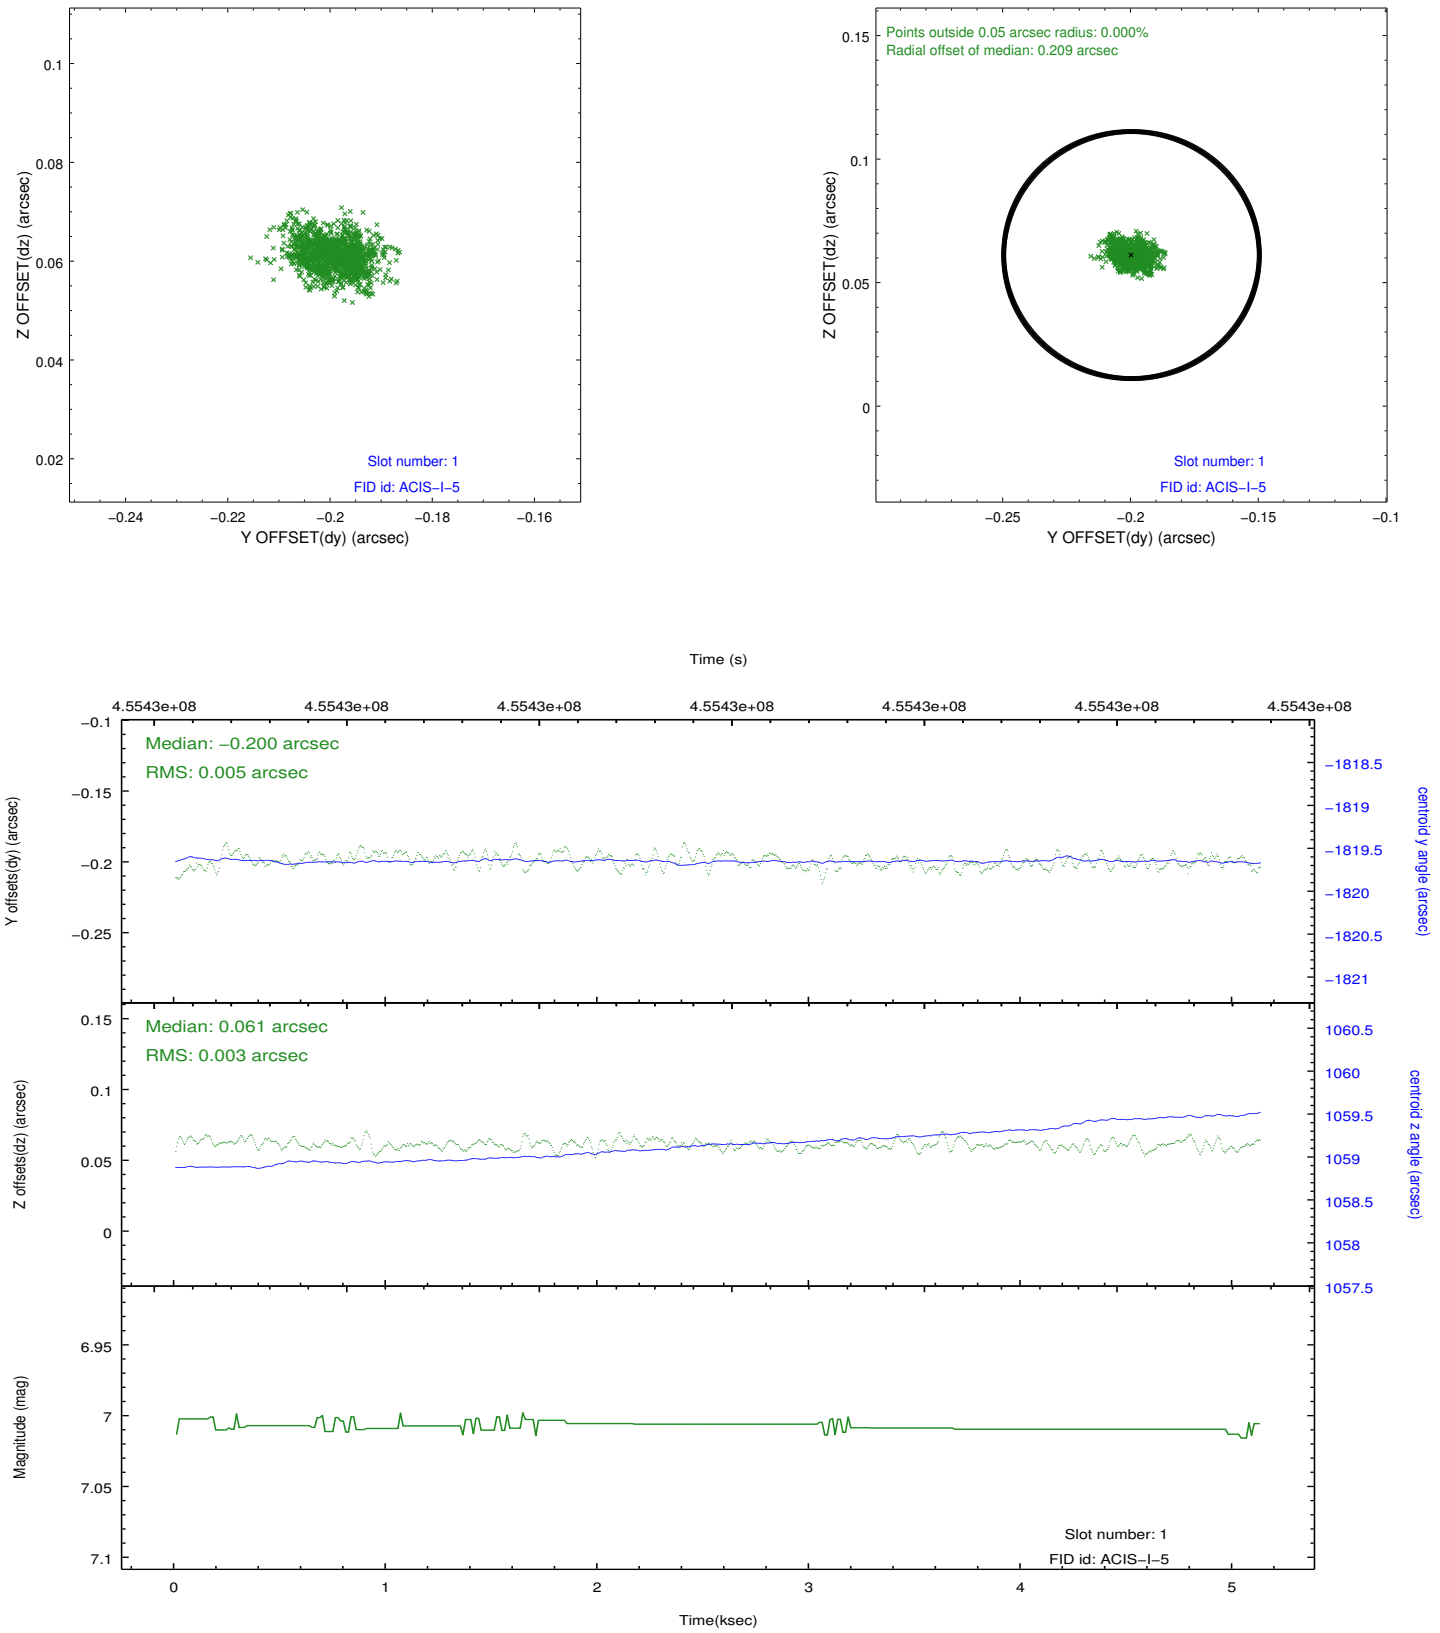 0.1
0.08
0.06
0.04
0.02
Z OFFSET(dz) (arcsec)
−0.24 −0.22 −0.2 −0.18 −0.16
Y OFFSET(dy) (arcsec)
Slot number: 1
FID id: ACIS−I−5
Points outside 0.05 arcsec radius: 0.000%
Radial offset of median: 0.209 arcsec
0.15
0.1
0.05
0
Z OFFSET(dz) (arcsec)
−0.25 −0.2 −0.15 −0.1
Y OFFSET(dy) (arcsec)
Slot number: 1
FID id: ACIS−I−5
Time (s)
4.5543e+08 4.5543e+08 4.5543e+08 4.5543e+08 4.5543e+08 4.5543e+08 4.5543e+08
−0.1
−0.15
−0.2
−0.25
Y offsets(dy) (arcsec)
Median: −0.200 arcsec
RMS: 0.005 arcsec
−1818.5
−1819
−1819.5
−1820
−1820.5
−1821
centroid y angle (arcsec)
0.15
0.1
0.05
0
Z offsets(dz) (arcsec)
Median: 0.061 arcsec
RMS: 0.003 arcsec
1060.5
1060
1059.5
1059
1058.5
1058
1057.5
centroid z angle (arcsec)
6.95
7
7.05
7.1
Magnitude (mag)
Slot number: 1
FID id: ACIS−I−5
0 1 2 3 4 5
Time(ksec)